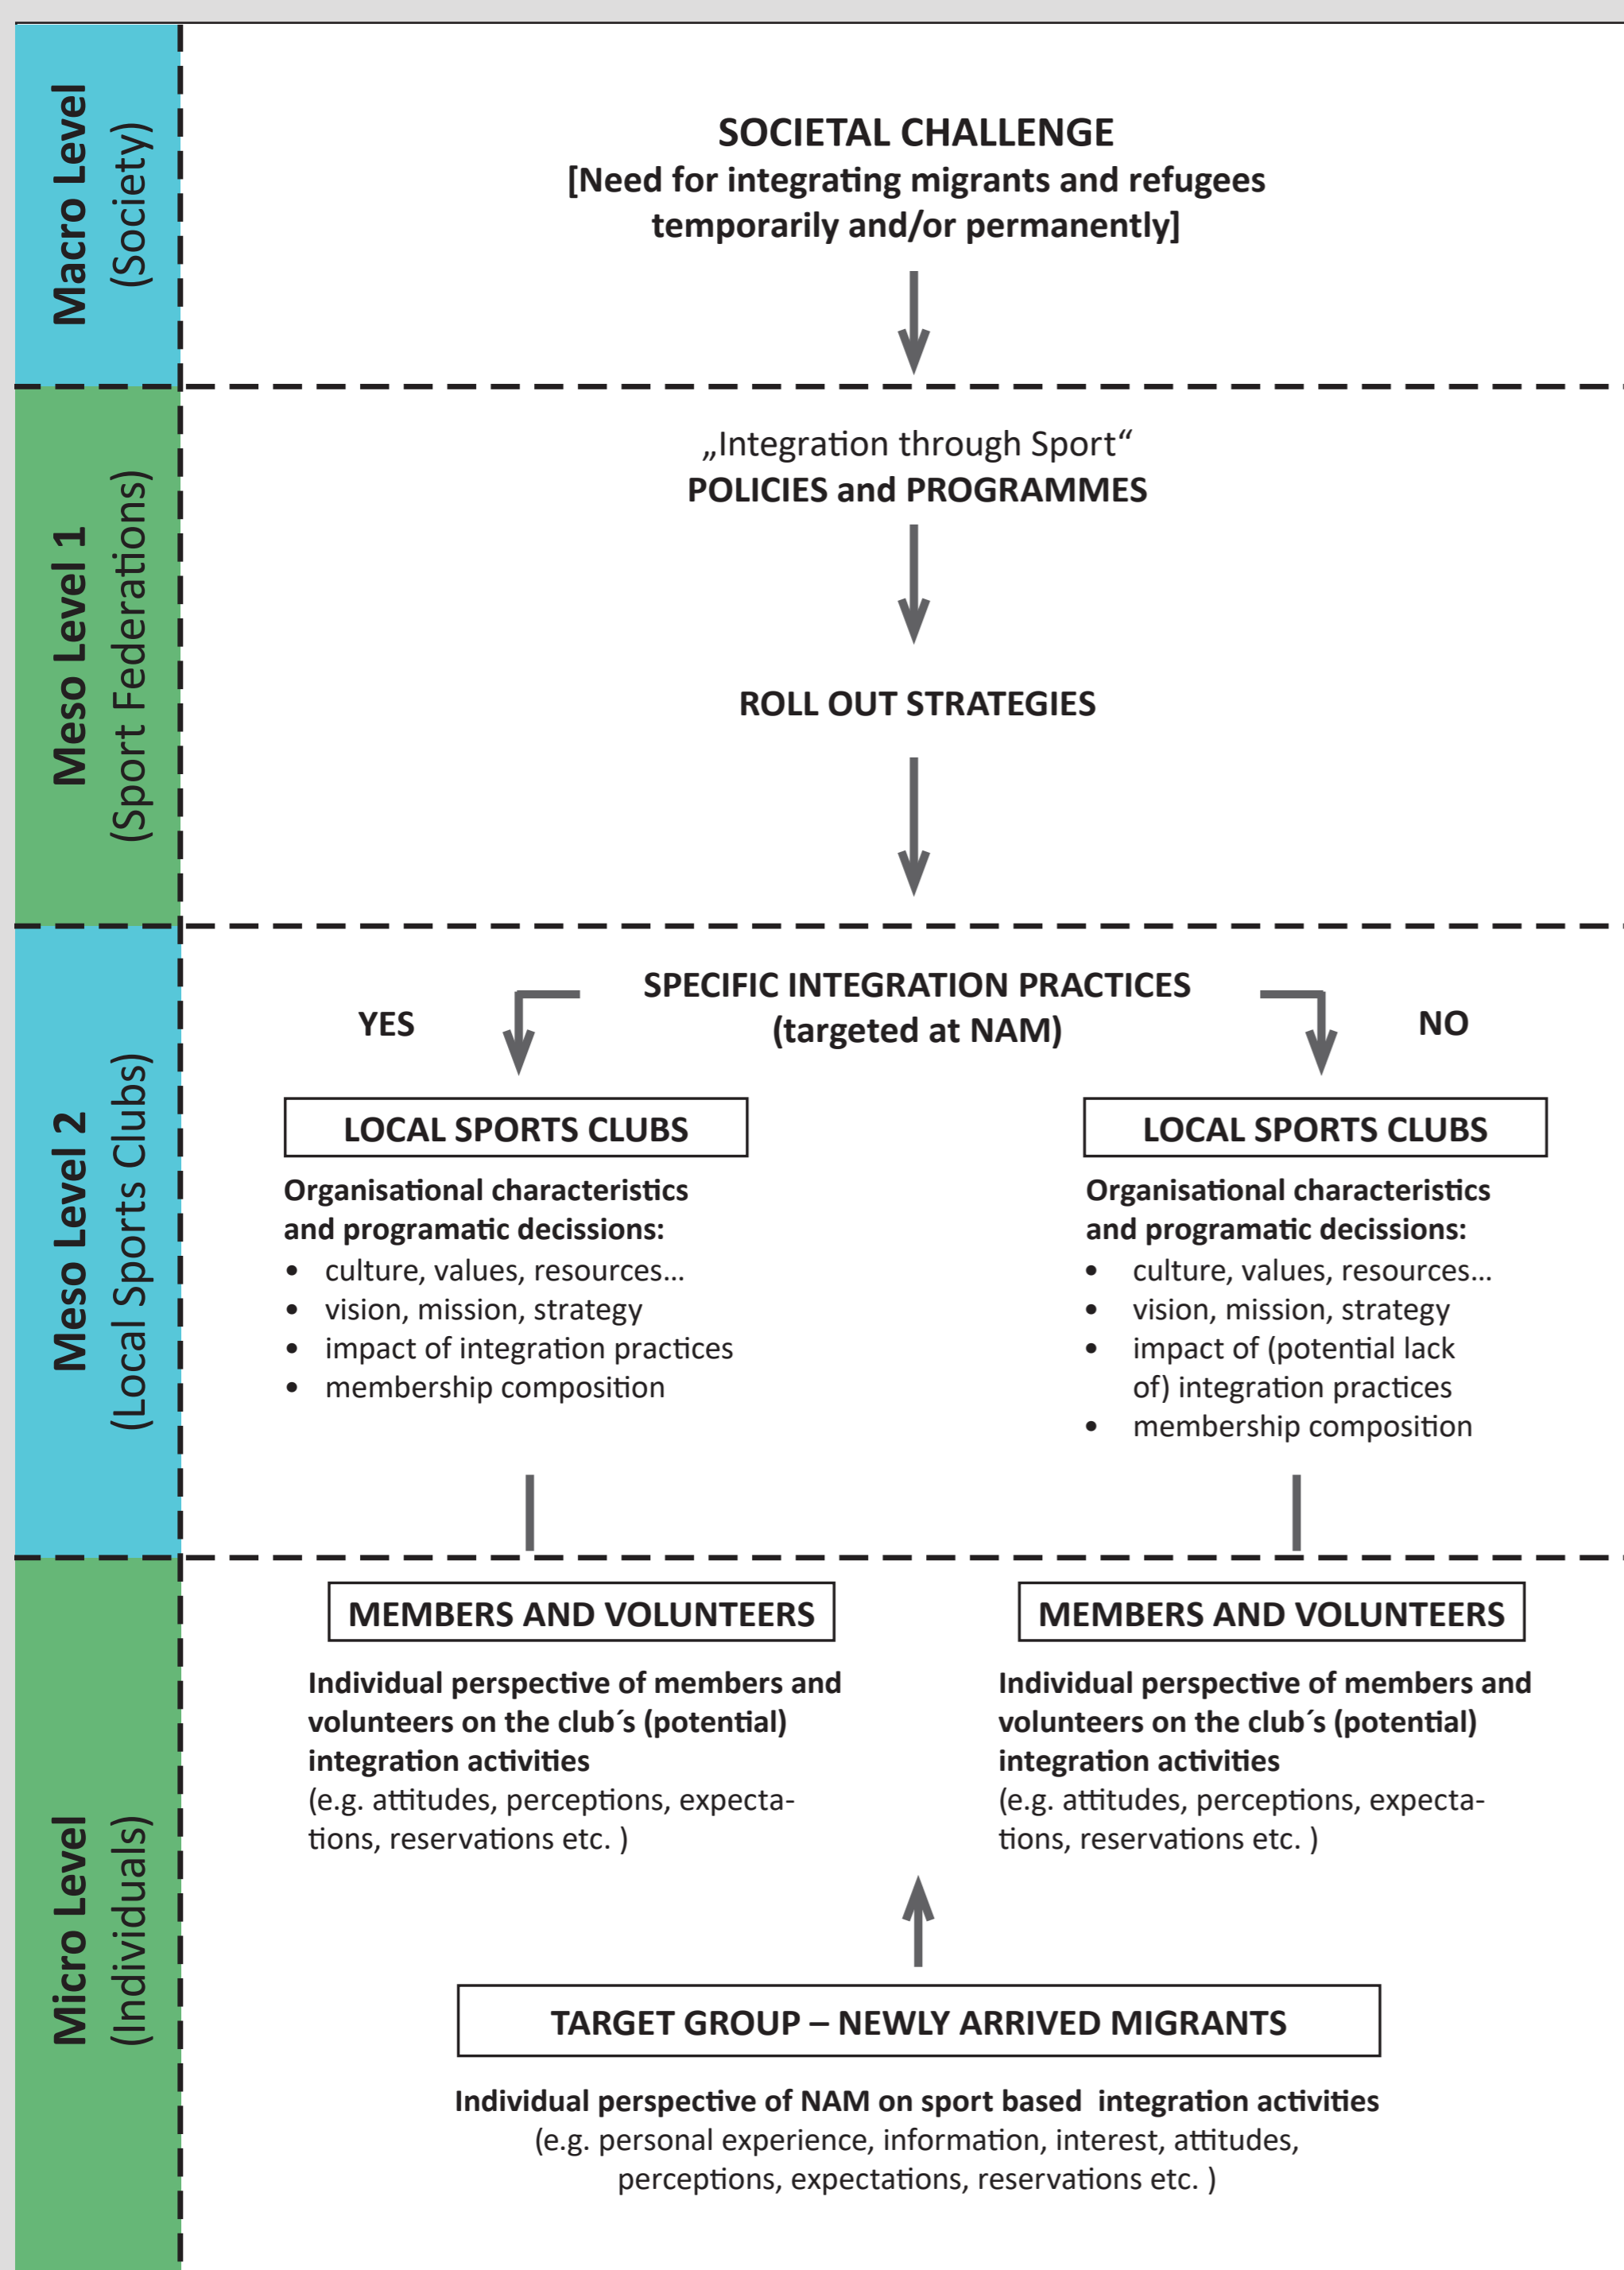 Macro Level
(Society)
SOCIETAL CHALLENGE
[Need for integrating migrants and refugees
temporarily and/or permanently]
Meso Level 1
(Sport Federations)
„Integration through Sport“
POLICIES and PROGRAMMES
ROLL OUT STRATEGIES
Meso Level 2
(Local Sports Clubs)
SPECIFIC INTEGRATION PRACTICES
(targeted at NAM)
YES
NO
LOCAL SPORTS CLUBS
Organisational characteristics
and programatic decissions:
• culture, values, resources...
• vision, mission, strategy
• impact of integration practices
• membership composition
LOCAL SPORTS CLUBS
Organisational characteristics
and programatic decissions:
• culture, values, resources...
• vision, mission, strategy
• impact of (potential lack
of) integration practices
• membership composition
Micro Level
(Individuals)
MEMBERS AND VOLUNTEERS
Individual perspective of members and
volunteers on the club´s (potential)
integration activities
(e.g. attitudes, perceptions, expecta-
tions, reservations etc. )
MEMBERS AND VOLUNTEERS
Individual perspective of members and
volunteers on the club´s (potential)
integration activities
(e.g. attitudes, perceptions, expecta-
tions, reservations etc. )
TARGET GROUP – NEWLY ARRIVED MIGRANTS
Individual perspective of NAM on sport based  integration activities
(e.g. personal experience, information, interest, attitudes,
perceptions, expectations, reservations etc. )